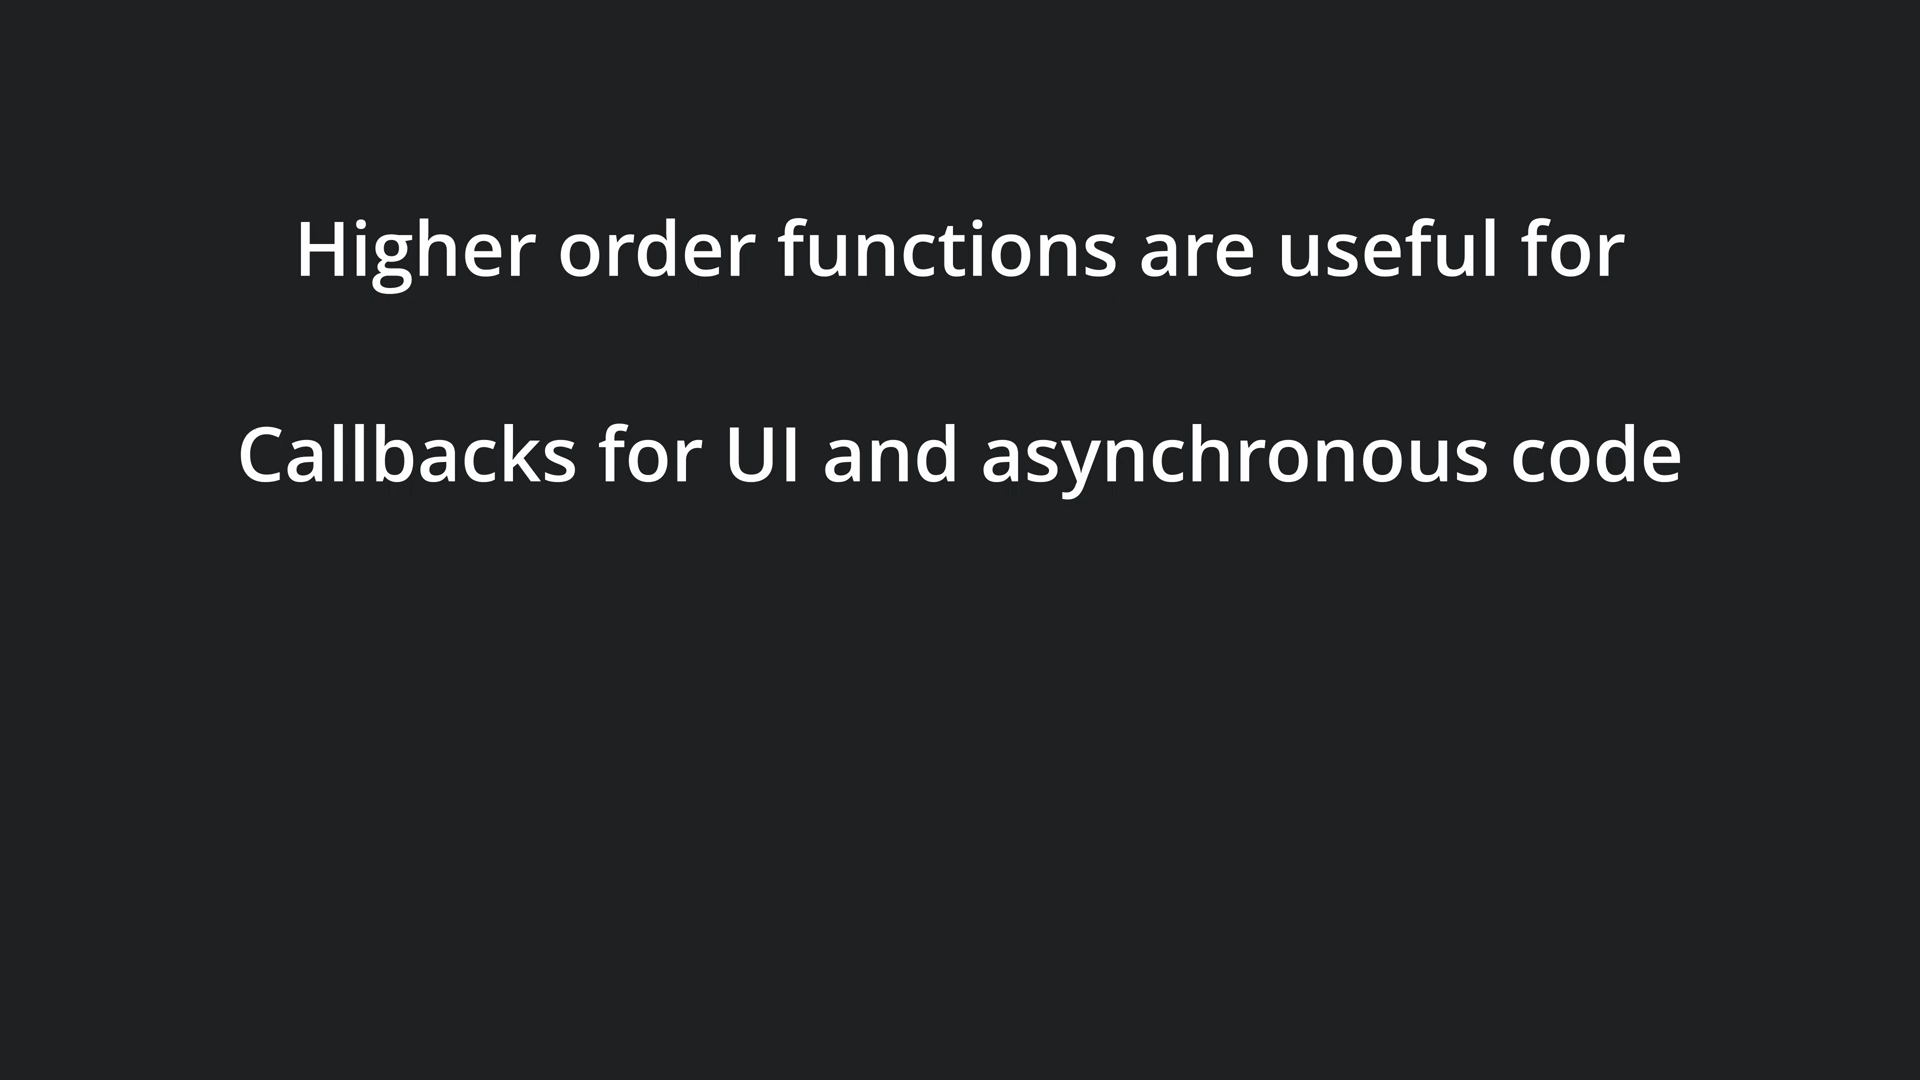 Higher order functions are useful for
Callbacks for UI and asynchronous code